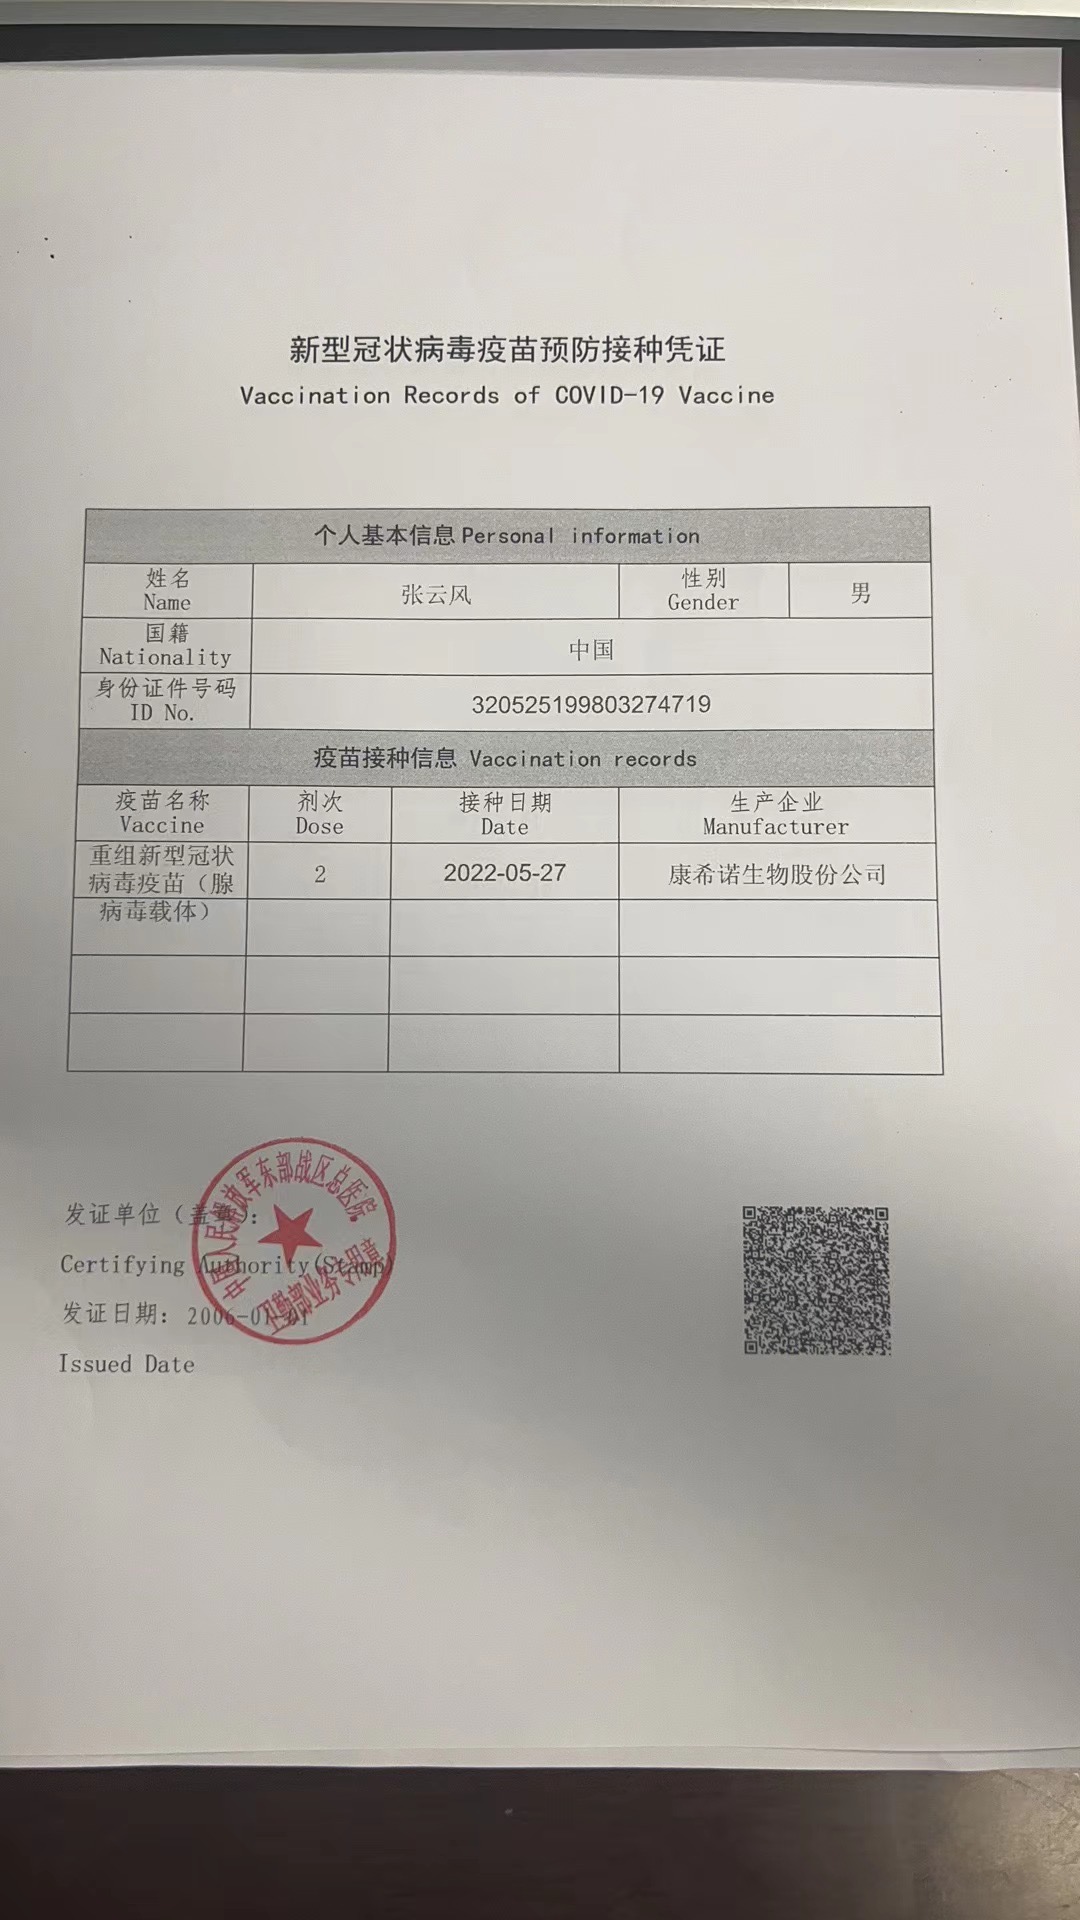 新型冠状病毒疫苗预防接种凭证
Vaccination Records of COVID-19 Vaccine
个人基本信息 Personal information
姓名 张云风 性别 男
Name Gender
国籍 中国
Nationality
身份证件号码 320525199803274719
ID No.
疫苗接种信息 Vaccination records
疫苗名称 剂次 接种日期 生产企业
Vaccine Dose Date Manufacturer
重组新型冠状
病毒疫苗（腺 2 2022-05-27 康希诺生物股份公司
病毒载体）
中国人民解放军东部战区总医院
卫勤部业务专用章
发证单位（盖章）：
Certifying Authority(Stamp)
发证日期：2006-01-01
Issued Date